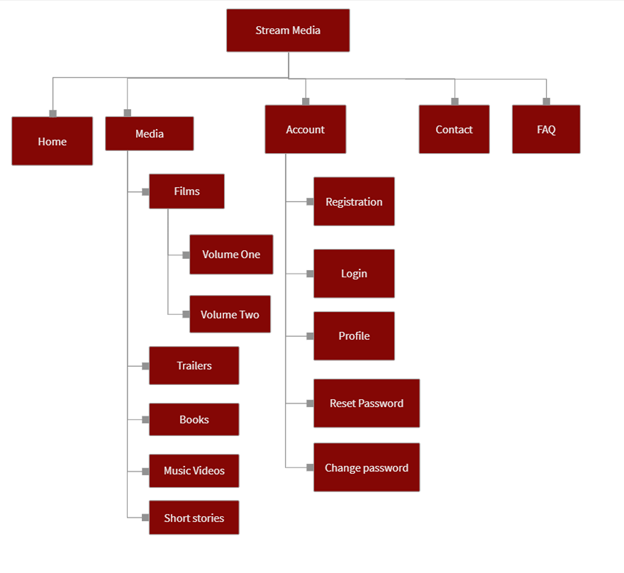 Stream Media
Home
Media
Account
Contact
FAQ
Films
Volume One
Volume Two
Trailers
Books
Music Videos
Short stories
Registration
Login
Profile
Reset Password
Change password